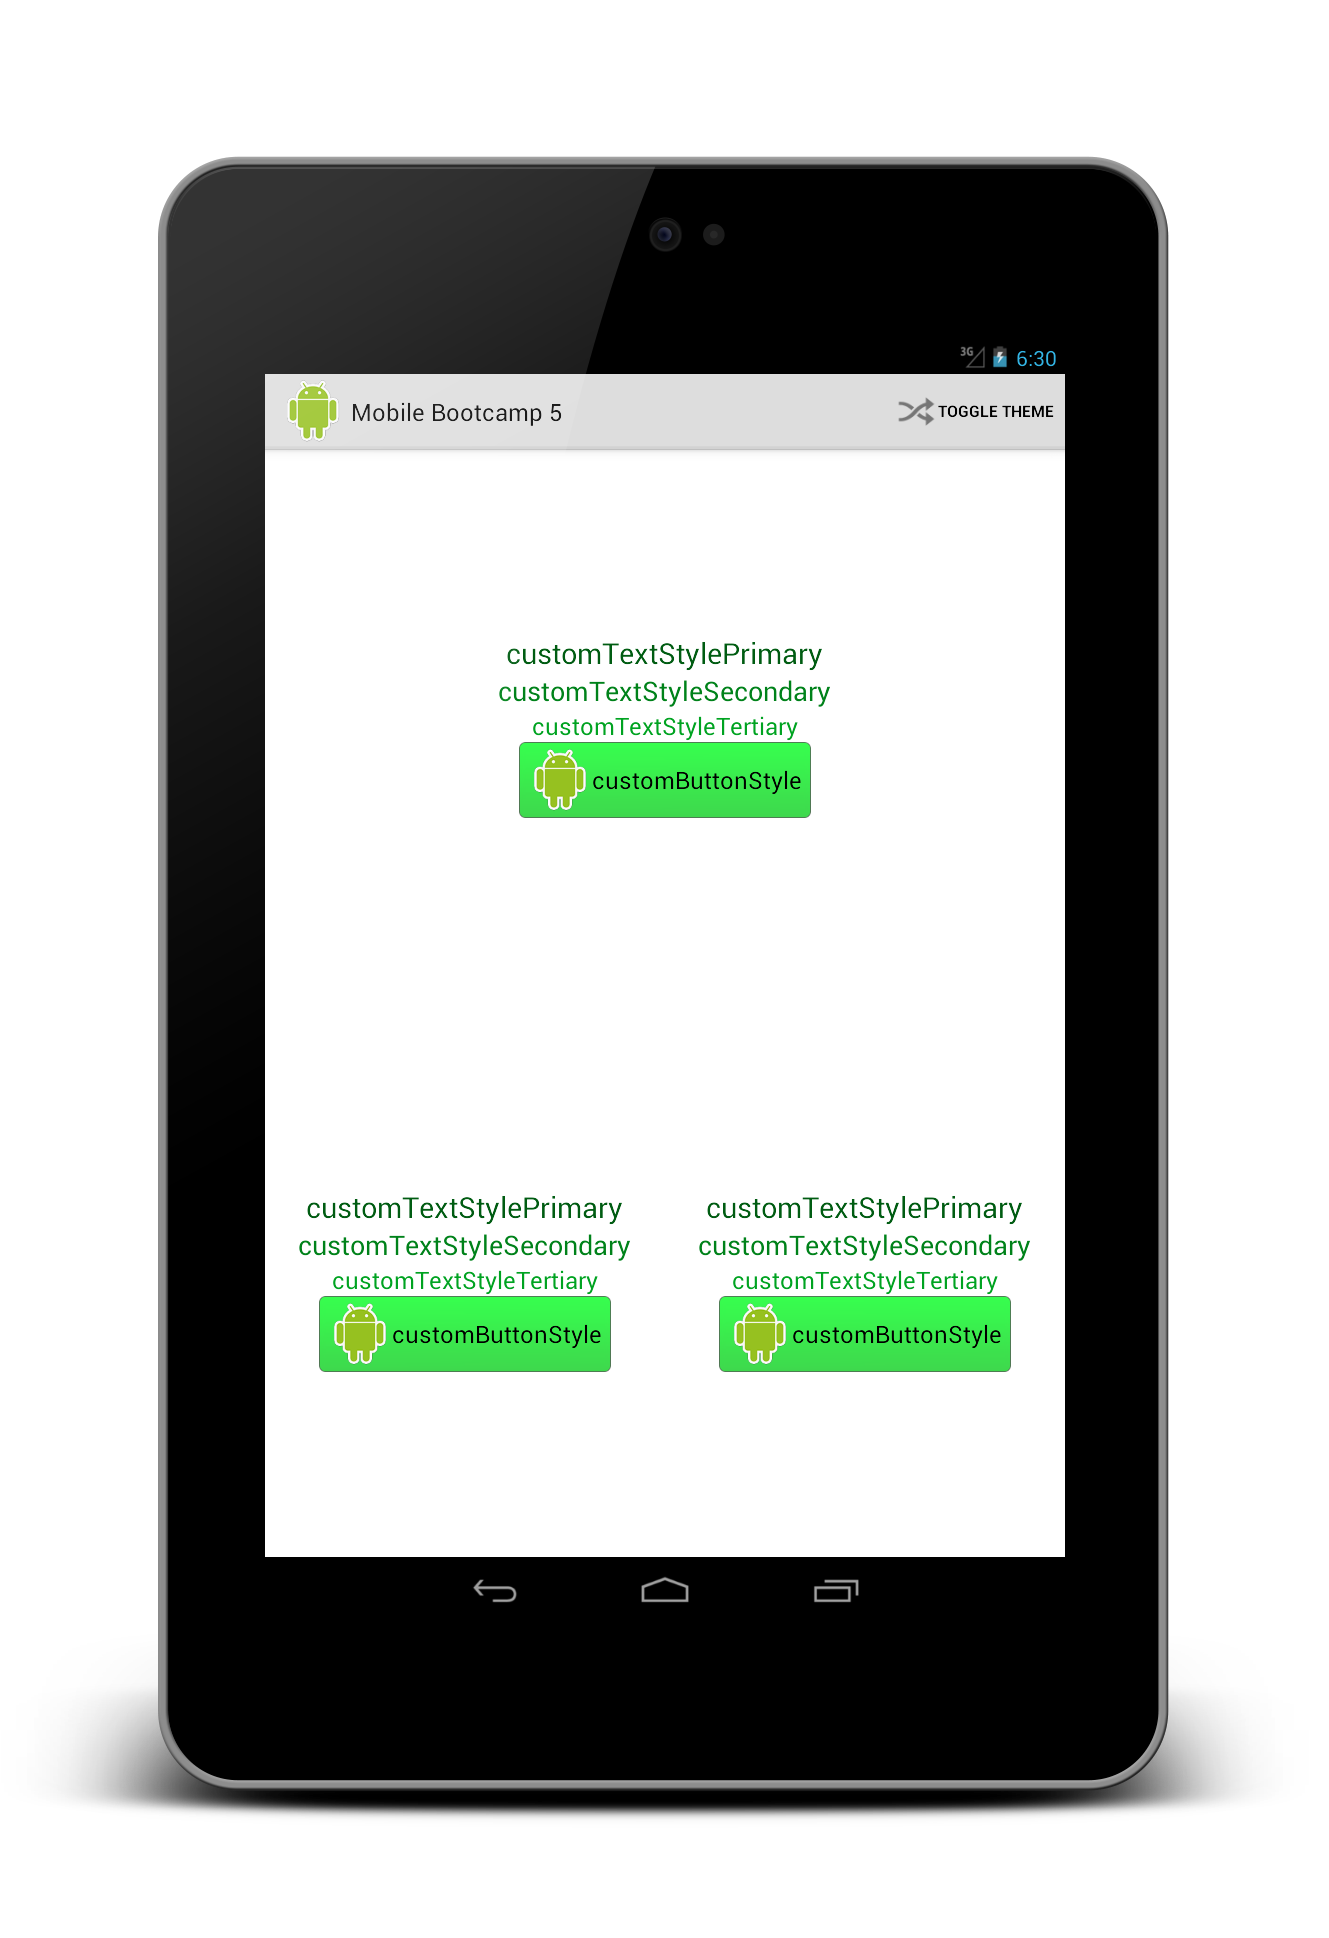 3G 6:30
Mobile Bootcamp 5 TOGGLE THEME
customTextStylePrimary
customTextStyleSecondary
customTextStyleTertiary
customButtonStyle
customTextStylePrimary
customTextStyleSecondary
customTextStyleTertiary
customButtonStyle
customTextStylePrimary
customTextStyleSecondary
customTextStyleTertiary
customButtonStyle